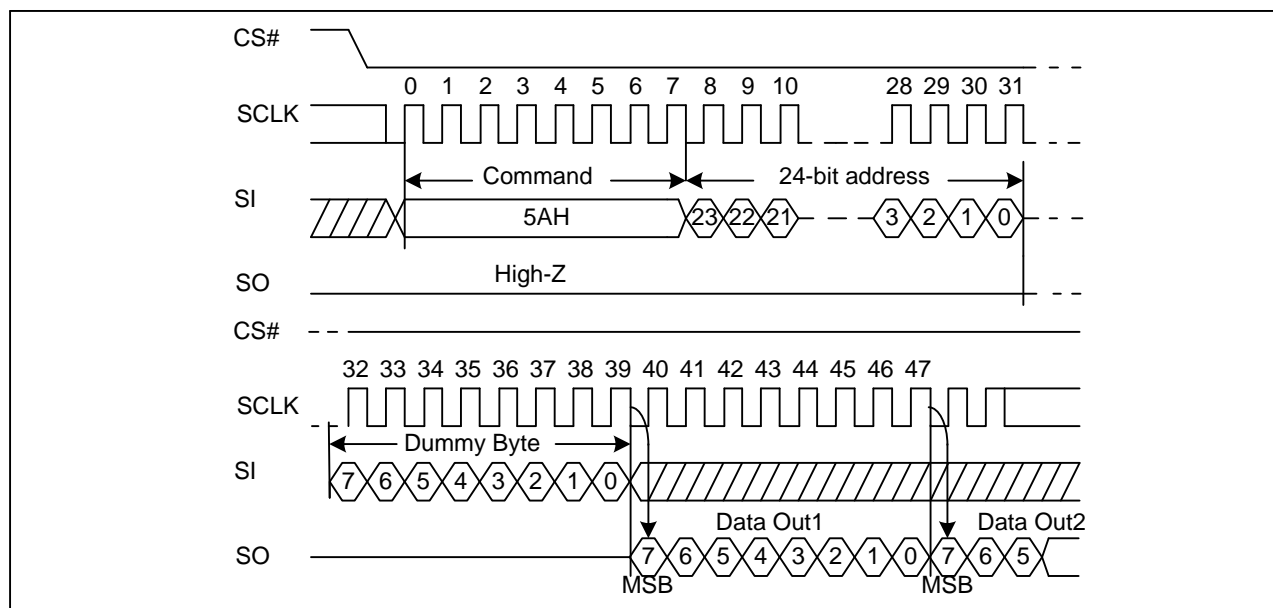 CS#
0 1 2 3 4 5 6 7 8 9 10 28 29 30 31
SCLK
Command 24-bit address
SI
5AH 23 22 21 3 2 1 0
High-Z
SO
CS#
32 33 34 35 36 37 38 39 40 41 42 43 44 45 46 47
SCLK
Dummy Byte
SI
7 6 5 4 3 2 1 0
Data Out1 Data Out2
SO
7 6 5 4 3 2 1 0 7 6 5
MSB MSB